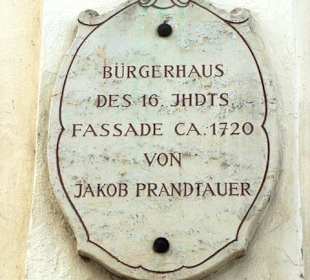 BÜRGERHAUS
DES 16. JHDTS
FASSADE CA. 1720
VON
JAKOB PRANDTAUER